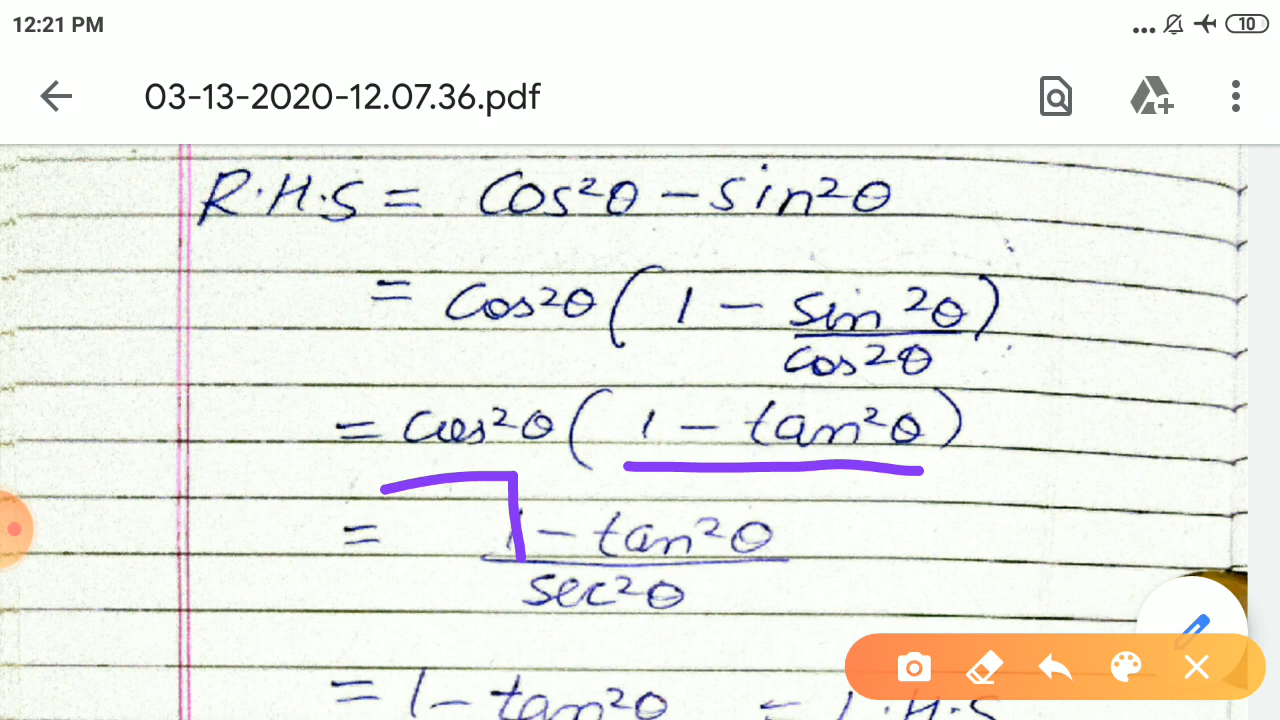 12:21 PM
... 10
03-13-2020-12.07.36.pdf
R.H.S = Cos²θ - Sin²θ
= Cos²θ ( 1 - Sin²θ )
Cos²θ
= Cos²θ ( 1 - tan²θ )
= 1 - tan²θ
sec²θ
= 1 - tan²θ = L.H.S